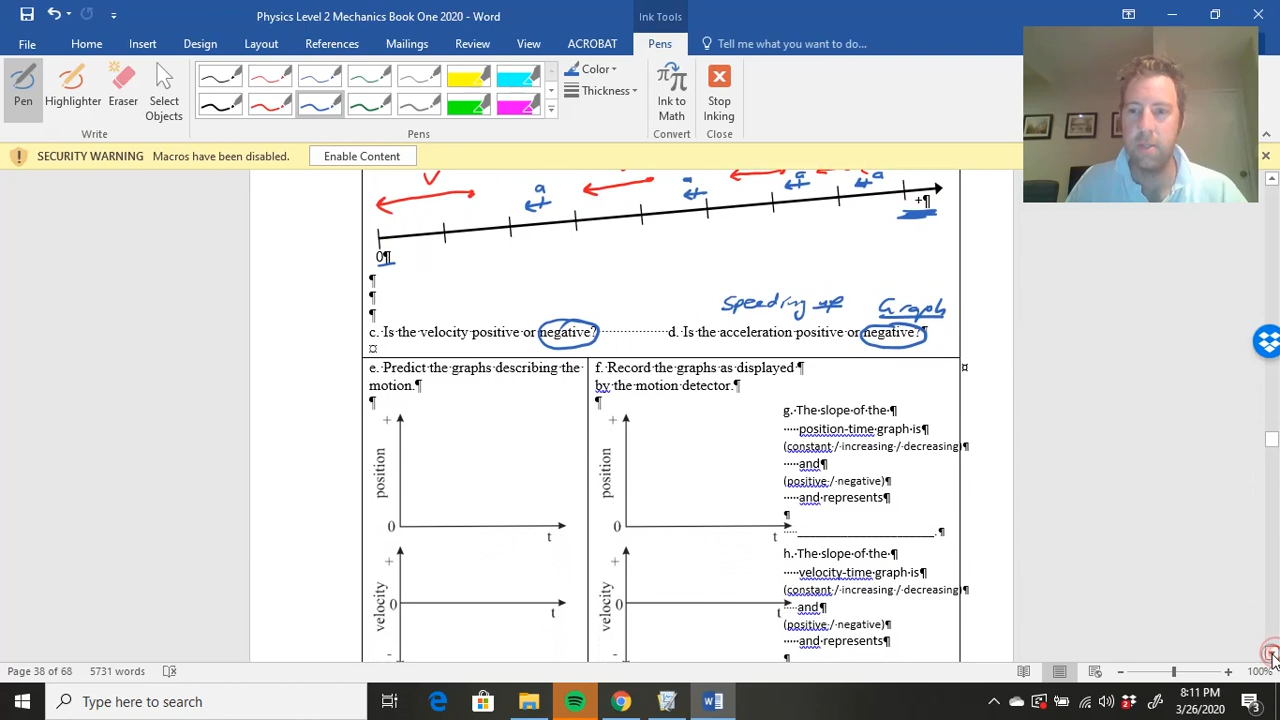 Physics Level 2 Mechanics Book One 2020 - Word
Ink Tools
File Home Insert Design Layout References Mailings Review View ACROBAT Pens Tell me what you want to do...
Pen Highlighter Eraser Select Objects
Color
Thickness
Ink to Math
Stop Inking
Write Pens Convert Close
SECURITY WARNING Macros have been disabled. Enable Content
V
a a a a
+¶
0¶
¶
¶
¶
Speeding up Graph
c. Is the velocity positive or negative? d. Is the acceleration positive or negative?¶
¤
e. Predict the graphs describing the motion.¶
¶
+
position
0
t
+
velocity
0
t
-
f. Record the graphs as displayed¶
by the motion detector.¶
¶
+
position
0
t
+
velocity
0
t
-
¤
g. The slope of the¶
position-time graph is¶
(constant / increasing / decreasing)¶
and¶
(positive / negative)¶
and represents¶
¶
______________________.¶
h. The slope of the¶
velocity-time graph is¶
(constant / increasing / decreasing)¶
and¶
(positive / negative)¶
and represents¶
¶
Page 38 of 68 5731 words 100%
Type here to search
8:11 PM
3/26/2020